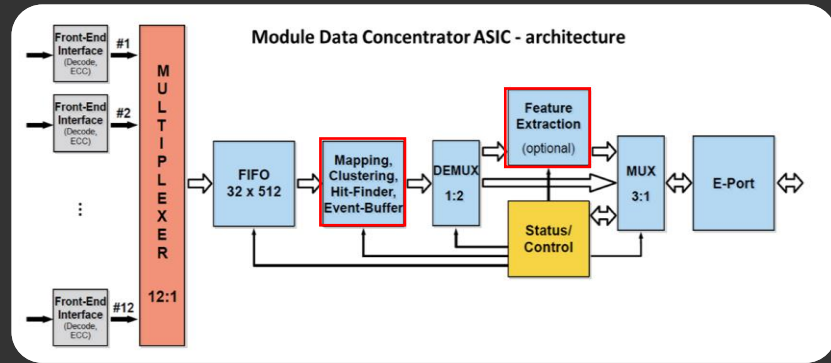 Module Data Concentrator ASIC - architecture
Front-End
Interface
(Decode,
ECC)
#1
Front-End
Interface
(Decode,
ECC)
#2
⋮
Front-End
Interface
(Decode,
ECC)
#12
M
U
L
T
I
P
L
E
X
E
R
12:1
FIFO
32 x 512
Mapping,
Clustering,
Hit-Finder,
Event-Buffer
DEMUX
1:2
Feature
Extraction
(optional)
Status/
Control
MUX
3:1
E-Port